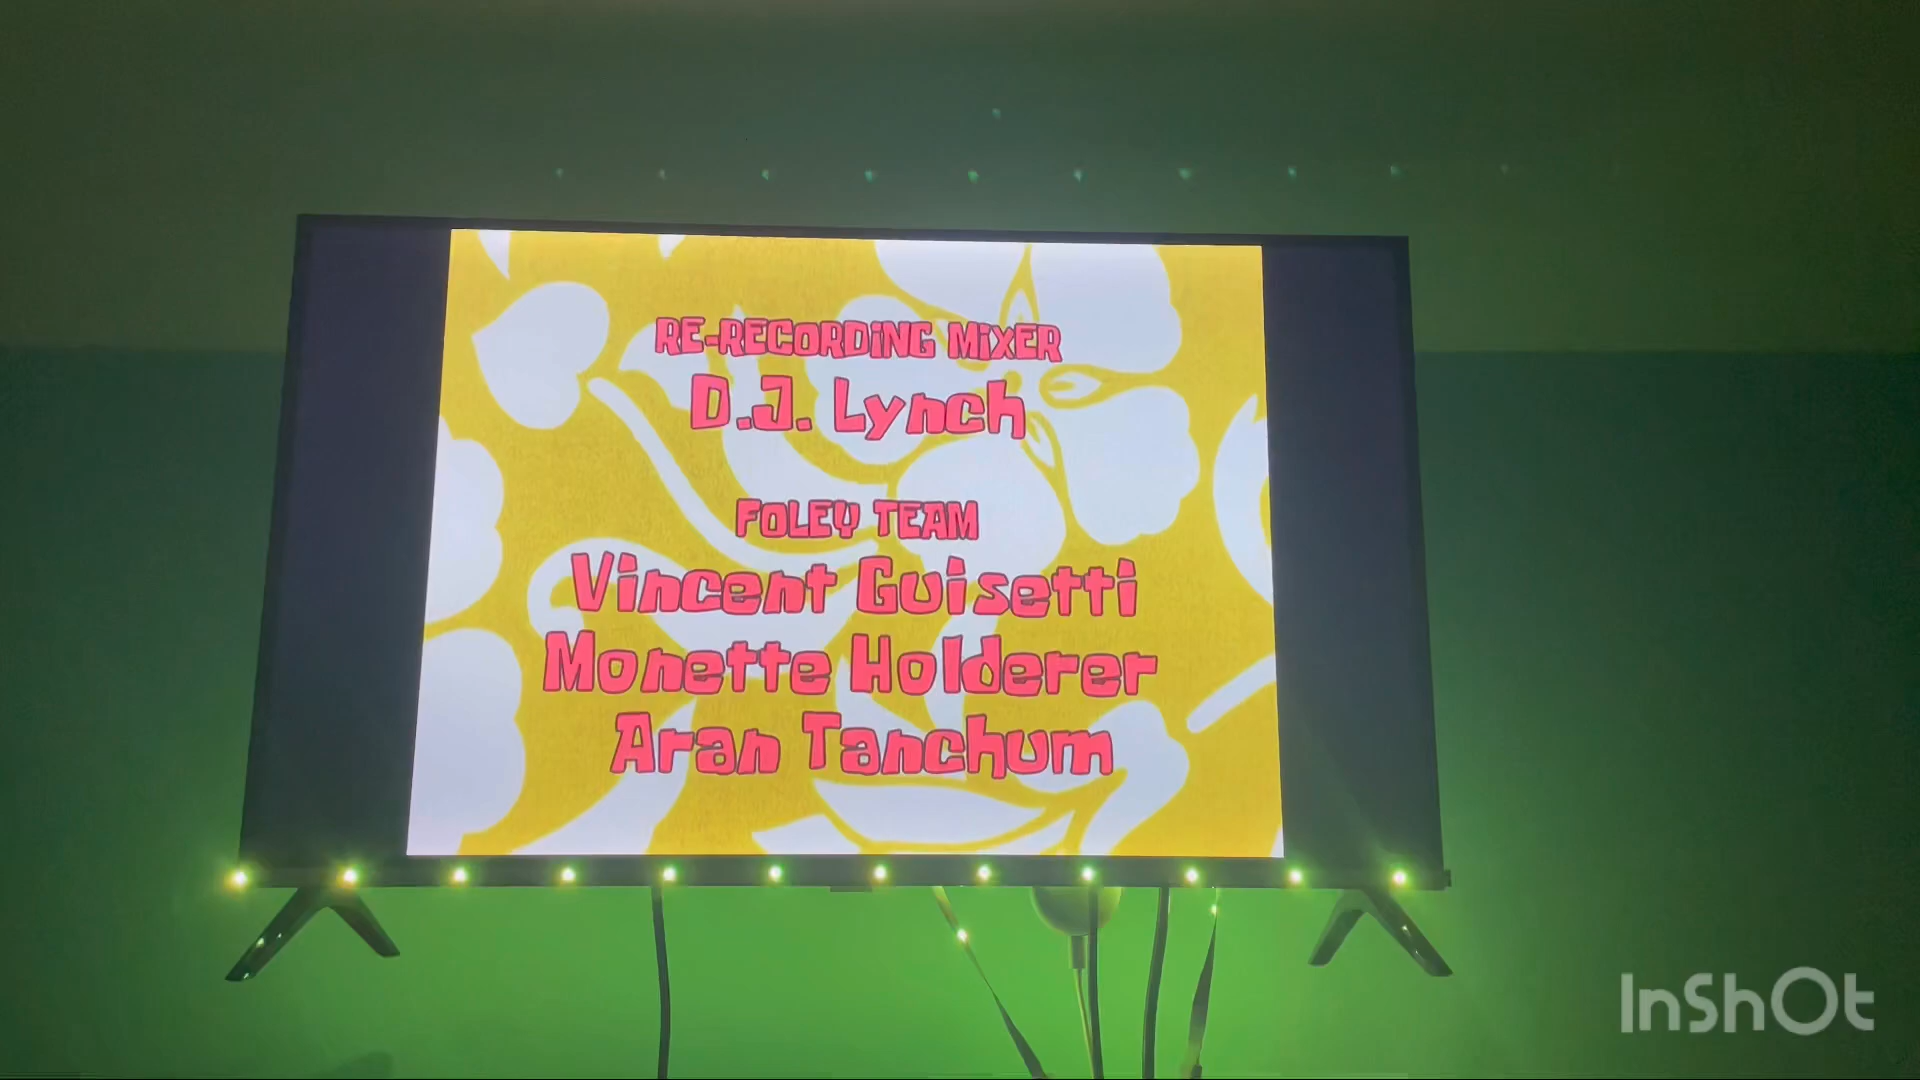 RE-RECORDING MIXER
D.J. Lynch
FOLEY TEAM
Vincent Guisetti
Monette Holderer
Aran Tanchum
InShOt